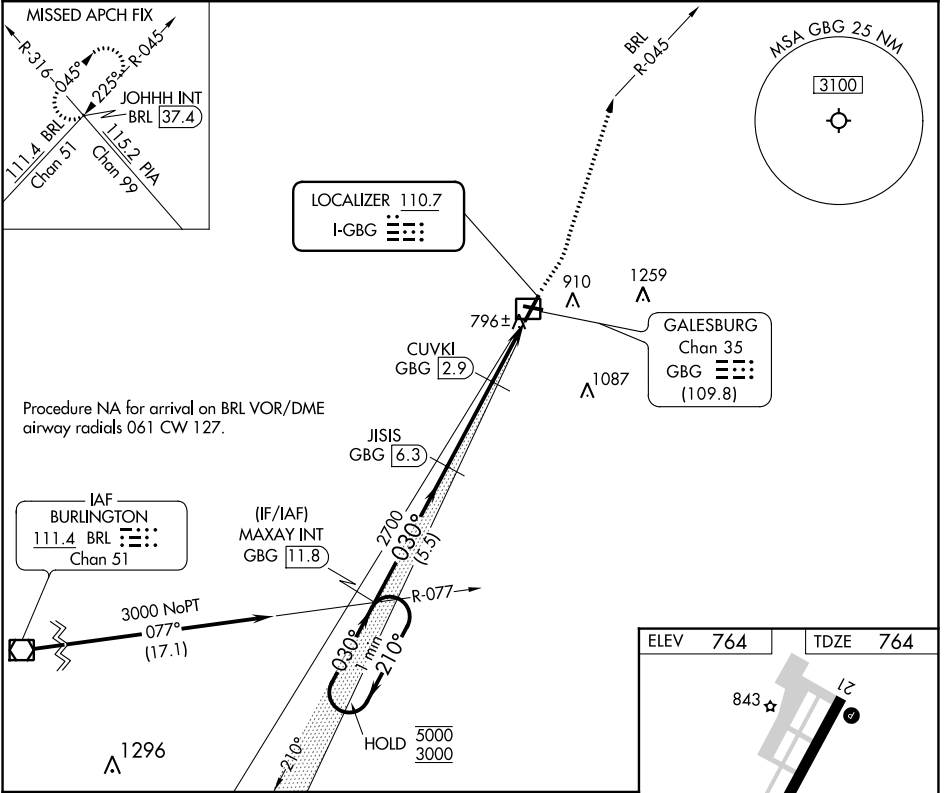 MISSED APCH FIX
R-316
045°
225°
R-045
JOHHH INT
BRL 37.4
111.4 BRL
Chan 51
115.2 PIA
Chan 99
BRL
R-045
MSA GBG 25 NM
3100
LOCALIZER 110.7
I-GBG
910
1259
796±
GALESBURG
Chan 35
GBG
(109.8)
CUVKI
GBG 2.9
1087
Procedure NA for arrival on BRL VOR/DME
airway radials 061 CW 127.
JISIS
GBG 6.3
IAF
BURLINGTON
111.4 BRL
Chan 51
(IF/IAF)
MAXAY INT
GBG 11.8
2700
030°
(5.5)
R-077
3000 NoPT
077°
(17.1)
030°
1 min
210°
HOLD 5000
3000
210°
1296
ELEV 764
TDZE 764
843
21
P